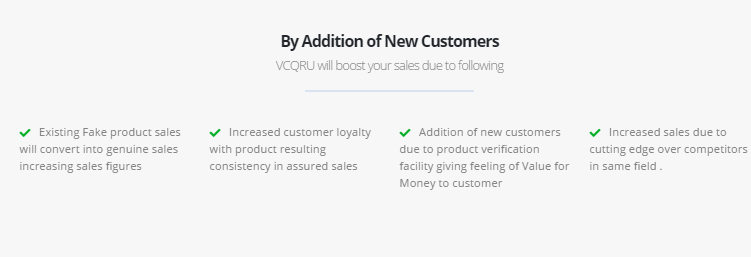 By Addition of New Customers
VCQRU will boost your sales due to following
Existing Fake product sales
will convert into genuine sales
increasing sales figures
Increased customer loyalty
with product resulting
consistency in assured sales
Addition of new customers
due to product verification
facility giving feeling of Value for
Money to customer
Increased sales due to
cutting edge over competitors
in same field .